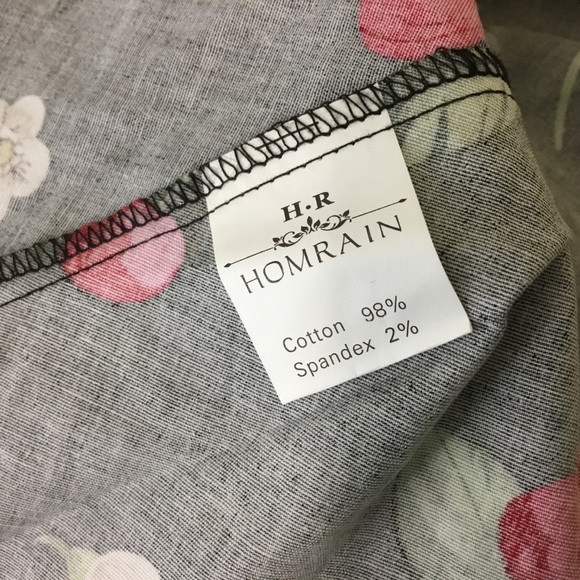 H.R
HOMRAIN
Cotton 98%
Spandex 2%